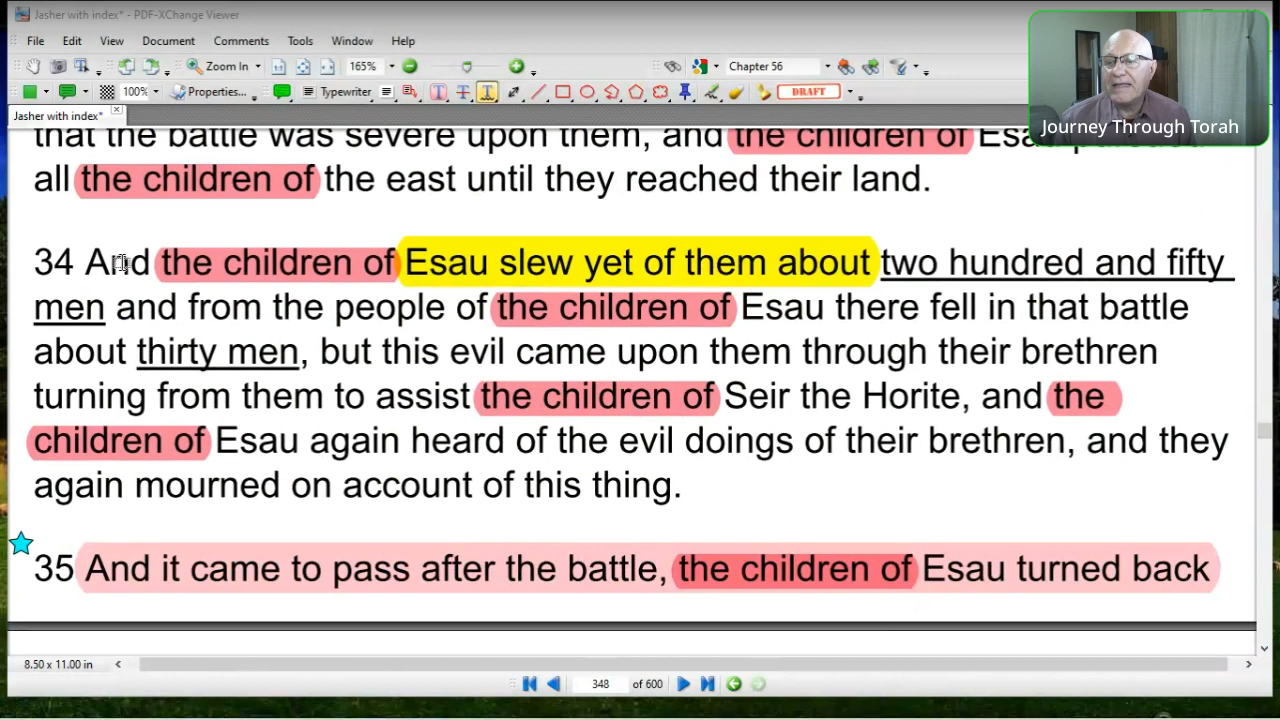 Jasher with index* - PDF-XChange Viewer
File Edit View Document Comments Tools Window Help
Zoom In 165% Chapter 56
100% Properties... Typewriter DRAFT
Jasher with index*
Journey Through Torah
that the battle was severe upon them, and the children of
all the children of the east until they reached their land.
34 And the children of Esau slew yet of them about two hundred and fifty
men and from the people of the children of Esau there fell in that battle
about thirty men, but this evil came upon them through their brethren
turning from them to assist the children of Seir the Horite, and the
children of Esau again heard of the evil doings of their brethren, and they
again mourned on account of this thing.
35 And it came to pass after the battle, the children of Esau turned back
8.50 x 11.00 in
348 of 600